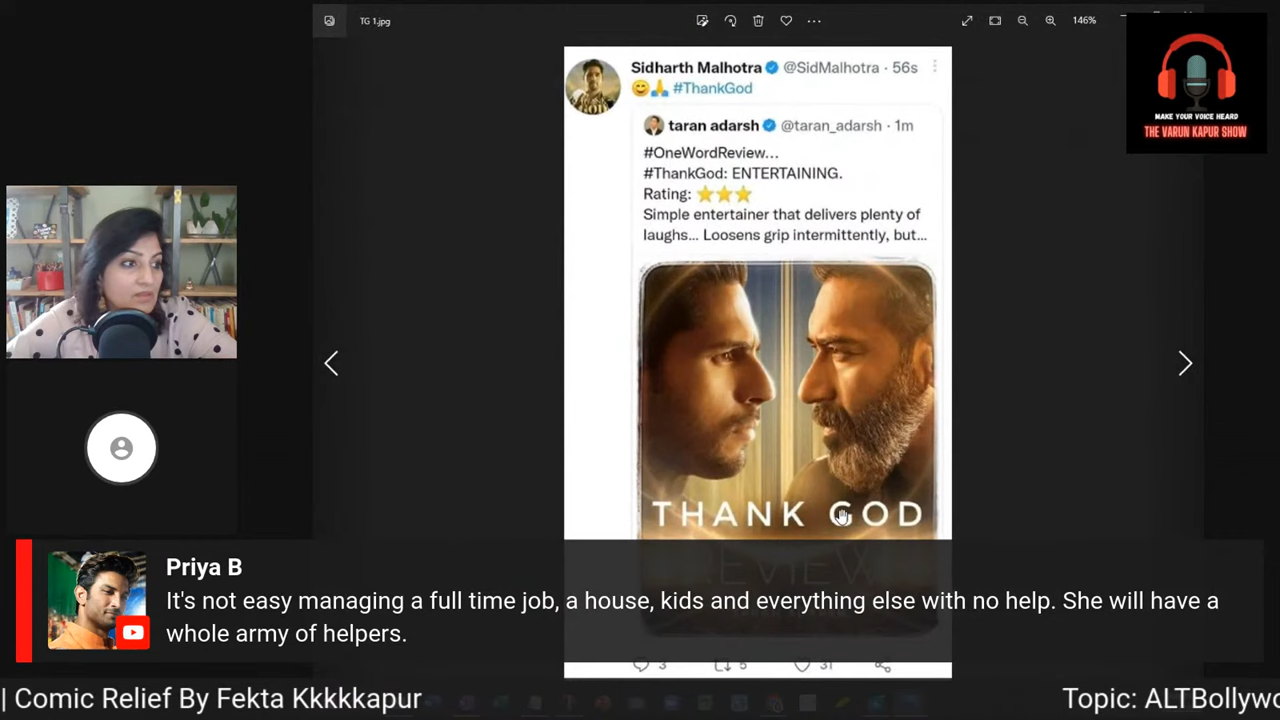 TG 1.jpg
146%
MAKE YOUR VOICE HEARD
THE VARUN KAPUR SHOW
Sidharth Malhotra @SidMalhotra · 56s
😊🙏 #ThankGod
taran adarsh @taran_adarsh · 1m
#OneWordReview...
#ThankGod: ENTERTAINING.
Rating: ⭐⭐⭐
Simple entertainer that delivers plenty of
laughs... Loosens grip intermittently, but...
THANK GOD
REVIEW
Priya B
It's not easy managing a full time job, a house, kids and everything else with no help. She will have a
whole army of helpers.
3 5 31
| Comic Relief By Fekta Kkkkkapur
Topic: ALTBollywo